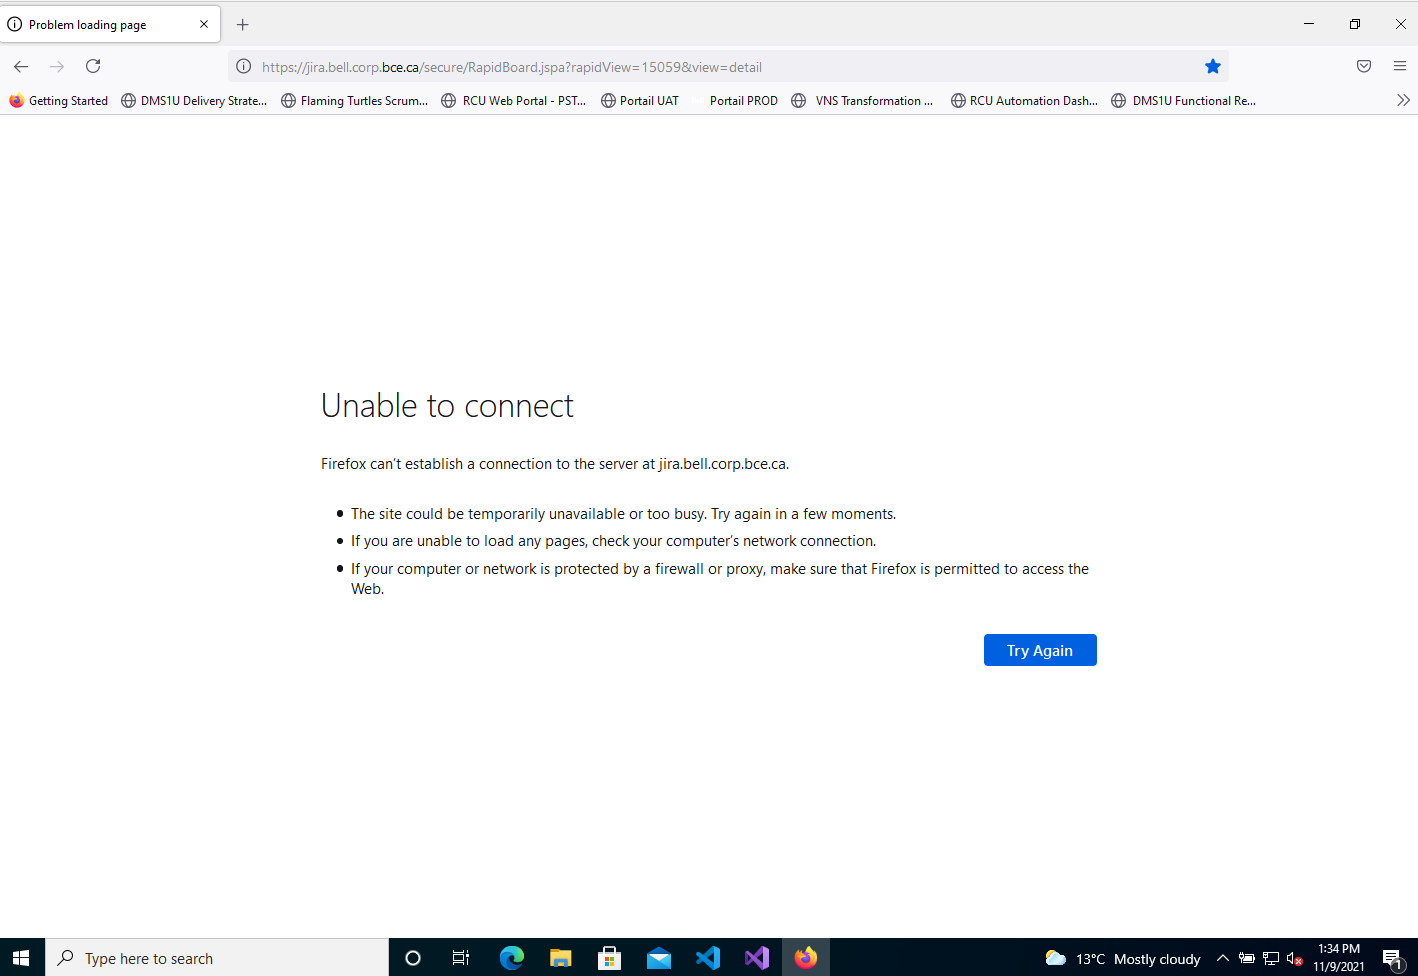 Problem loading page
https://jira.bell.corp.bce.ca/secure/RapidBoard.jspa?rapidView=15059&view=detail
Getting Started DMS1U Delivery Strate... Flaming Turtles Scrum... RCU Web Portal - PST... Portail UAT Portail PROD VNS Transformation ... RCU Automation Dash... DMS1U Functional Re...
Unable to connect
Firefox can't establish a connection to the server at jira.bell.corp.bce.ca.
• The site could be temporarily unavailable or too busy. Try again in a few moments.
• If you are unable to load any pages, check your computer's network connection.
• If your computer or network is protected by a firewall or proxy, make sure that Firefox is permitted to access the
Web.
Try Again
Type here to search
13°C Mostly cloudy
1:34 PM
11/9/2021
1